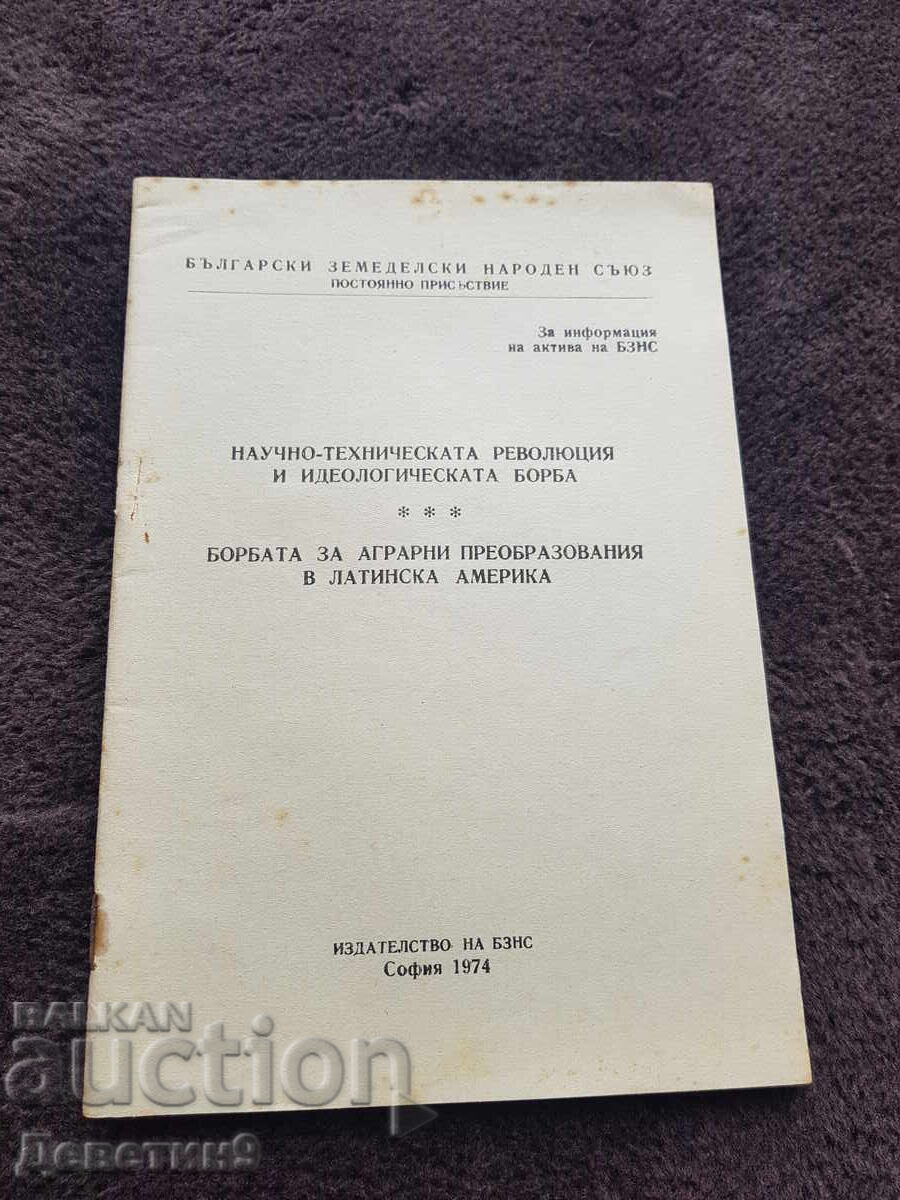 БЪЛГАРСКИ ЗЕМЕДЕЛСКИ НАРОДЕН СЪЮЗ
ПОСТОЯННО ПРИСЪСТВИЕ
За информация
на актива на БЗНС
НАУЧНО-ТЕХНИЧЕСКАТА РЕВОЛЮЦИЯ
И ИДЕОЛОГИЧЕСКАТА БОРБА
* * *
БОРБАТА ЗА АГРАРНИ ПРЕОБРАЗОВАНИЯ
В ЛАТИНСКА АМЕРИКА
ИЗДАТЕЛСТВО НА БЗНС
София 1974
BALKAN
auction
Деветин9